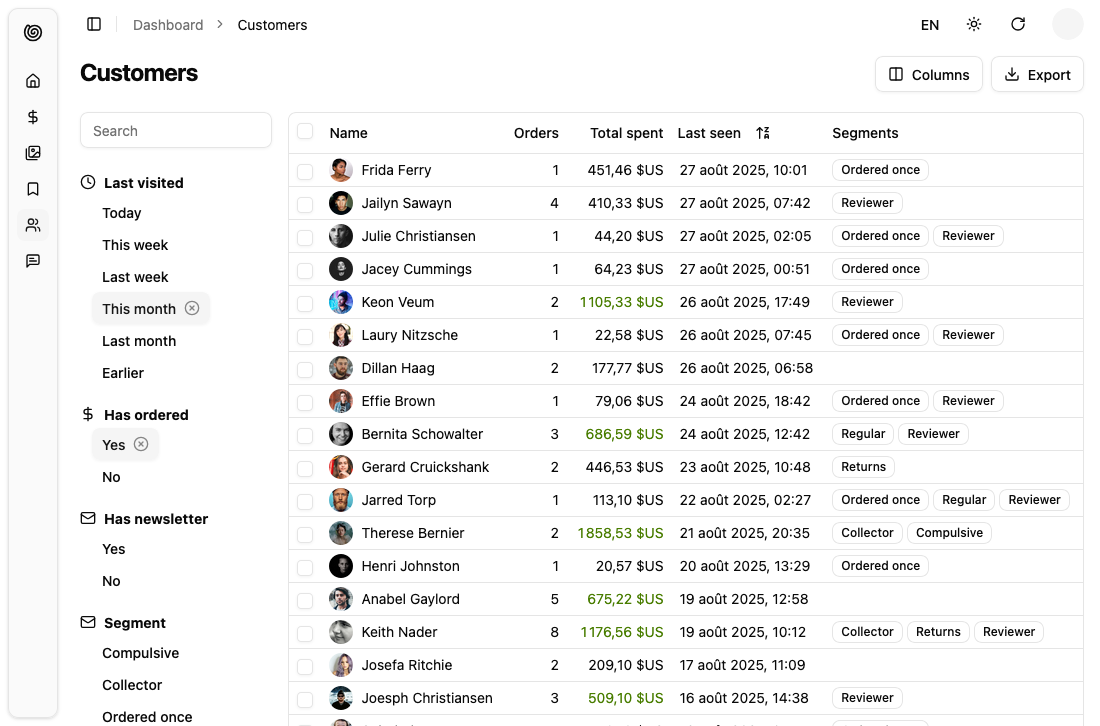 Dashboard > Customers EN
Customers
Columns Export
Search
Last visited
Today
This week
Last week
This month
Last month
Earlier
Has ordered
Yes
No
Has newsletter
Yes
No
Segment
Compulsive
Collector
Ordered once
Name Orders Total spent Last seen Segments
Frida Ferry 1 451,46 $US 27 août 2025, 10:01 Ordered once
Jailyn Sawayn 4 410,33 $US 27 août 2025, 07:42 Reviewer
Julie Christiansen 1 44,20 $US 27 août 2025, 02:05 Ordered once Reviewer
Jacey Cummings 1 64,23 $US 27 août 2025, 00:51 Ordered once
Keon Veum 2 1 105,33 $US 26 août 2025, 17:49 Reviewer
Laury Nitzsche 1 22,58 $US 26 août 2025, 07:45 Ordered once Reviewer
Dillan Haag 2 177,77 $US 26 août 2025, 06:58
Effie Brown 1 79,06 $US 24 août 2025, 18:42 Ordered once Reviewer
Bernita Schowalter 3 686,59 $US 24 août 2025, 12:42 Regular Reviewer
Gerard Cruickshank 2 446,53 $US 23 août 2025, 10:48 Returns
Jarred Torp 1 113,10 $US 22 août 2025, 02:27 Ordered once Regular Reviewer
Therese Bernier 2 1 858,53 $US 21 août 2025, 20:35 Collector Compulsive
Henri Johnston 1 20,57 $US 20 août 2025, 13:29 Ordered once
Anabel Gaylord 5 675,22 $US 19 août 2025, 12:58
Keith Nader 8 1 176,56 $US 19 août 2025, 10:12 Collector Returns Reviewer
Josefa Ritchie 2 209,10 $US 17 août 2025, 11:09
Joesph Christiansen 3 509,10 $US 16 août 2025, 14:38 Reviewer